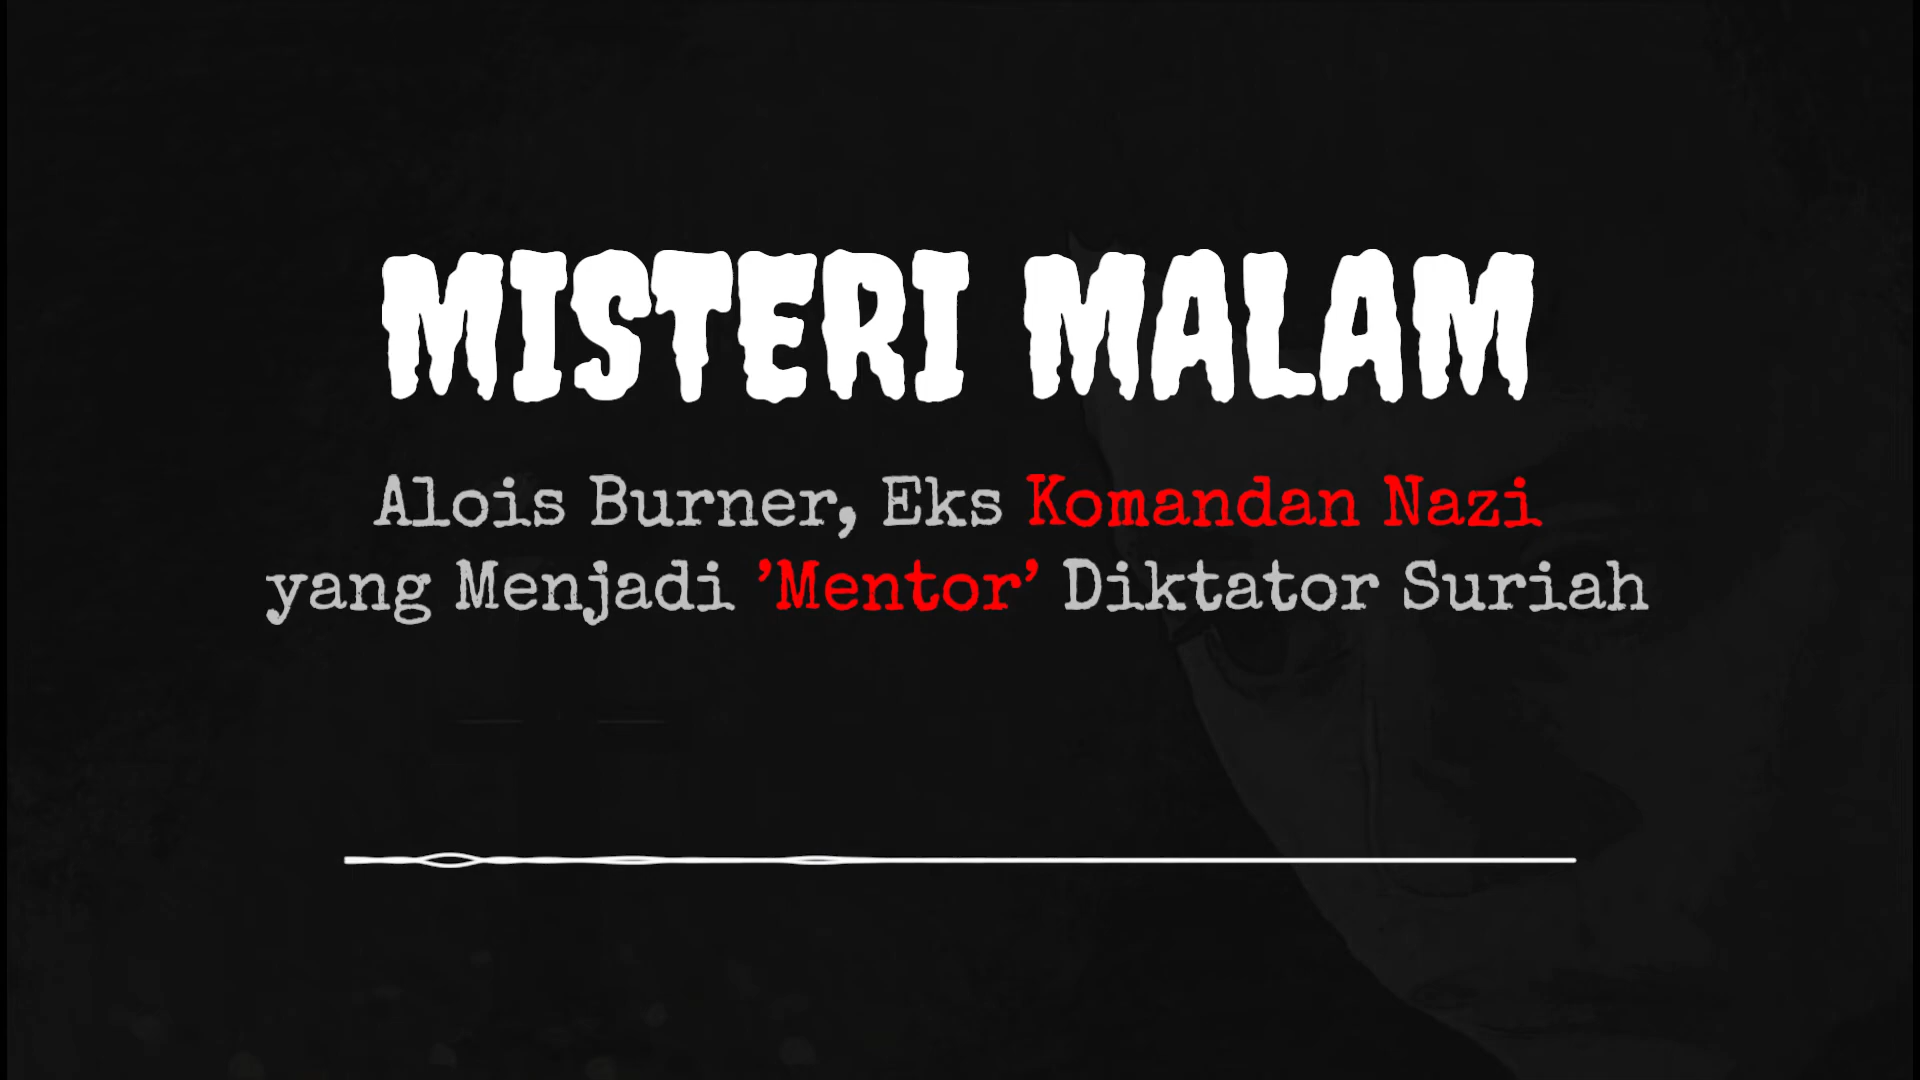 MISTERI MALAM
Alois Burner, Eks Komandan Nazi
yang Menjadi 'Mentor' Diktator Suriah